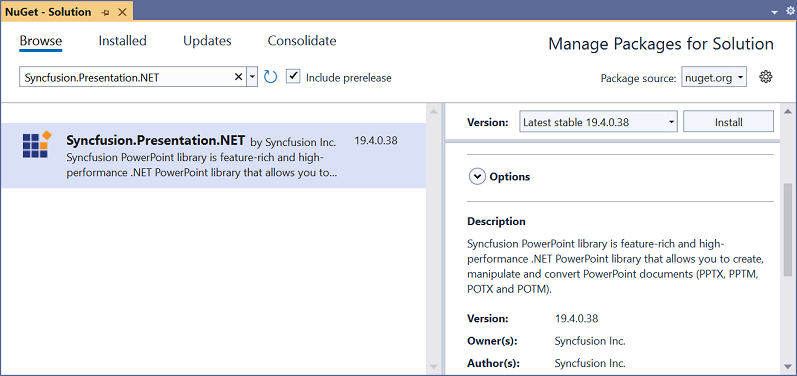 NuGet - Solution
Browse Installed Updates Consolidate
Manage Packages for Solution
Syncfusion.Presentation.NET
Include prerelease
Package source: nuget.org
Syncfusion.Presentation.NET by Syncfusion Inc. 19.4.0.38
Syncfusion PowerPoint library is feature-rich and high-
performance .NET PowerPoint library that allows you to...
Version: Latest stable 19.4.0.38 Install
Options
Description
Syncfusion PowerPoint library is feature-rich and high-
performance .NET PowerPoint library that allows you to create,
manipulate and convert PowerPoint documents (PPTX, PPTM,
POTX and POTM).
Version: 19.4.0.38
Owner(s): Syncfusion Inc.
Author(s): Syncfusion Inc.